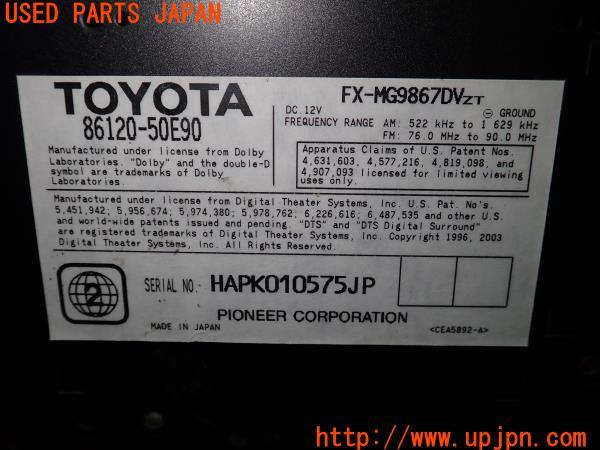 USED PARTS JAPAN
TOYOTA
86120-50E90
FX-MG9867DVZT
DC. 12V
⊖ GROUND
FREQUENCY RANGE AM: 522 kHz to 1 629 kHz
FM: 76.0 MHz to 90.0 MHz
Manufactured under license from Dolby
Laboratories. "Dolby" and the double-D
symbol are trademarks of Dolby
Laboratories.
Apparatus Claims of U.S. Patent Nos.
4,631,603, 4,577,216, 4,819,098, and
4,907,093 licensed for limited viewing
uses only.
Manufactured under license from Digital Theater Systems, Inc. U.S. Pat. No's.
5,451,942; 5,956,674; 5,974,380; 5,978,762; 6,226,616; 6,487,535 and other U.S.
and world-wide patents issued and pending. "DTS" and "DTS Digital Surround"
are registered trademarks of Digital Theater Systems, Inc. Copyright 1996, 2003
Digital Theater Systems, Inc. All Rights Reserved.
2
SERIAL NO. HAPK010575JP
MADE IN JAPAN
PIONEER CORPORATION
<CEA5892-A>
UPJ
http://www.upjpn.com/